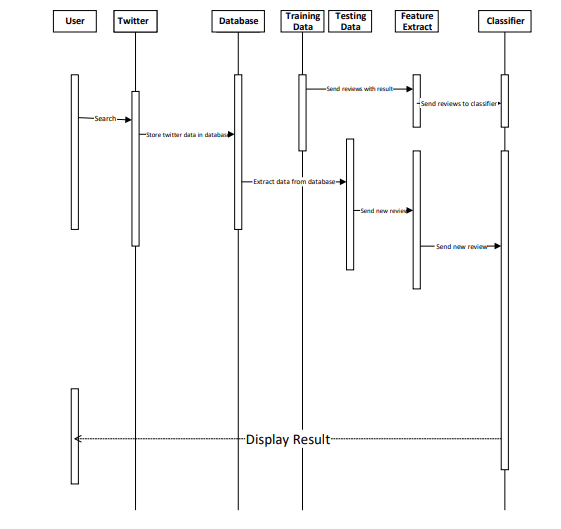 User
Twitter
Database
Training
Data
Testing
Data
Feature
Extract
Classifier
Send reviews with result
Send reviews to classifier
Search
Store twitter data in database
Extract data from database
Send new review
Send new review
Display Result